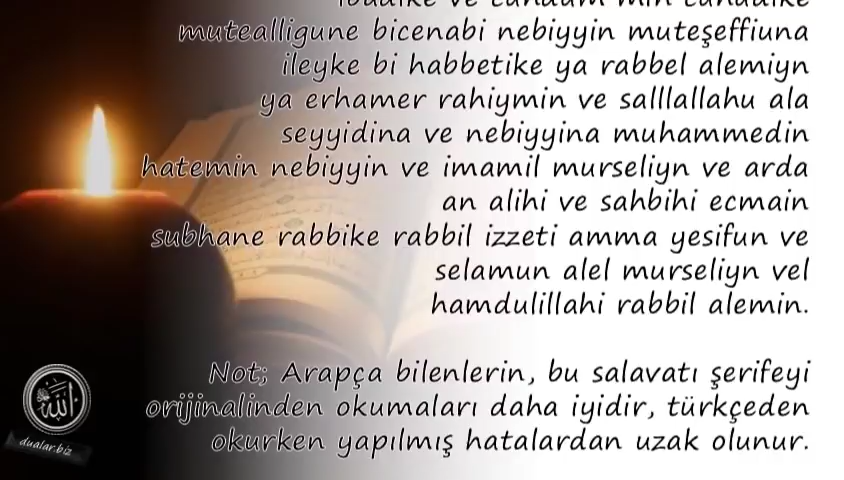 mutealligune bicenabi nebiyyin muteşeffiuna
ileyke bi habbetike ya rabbel alemiyn
ya erhamer rahiymin ve salllallahu ala
seyyidina ve nebiyyina muhammedin
hatemin nebiyyin ve imamil murseliyn ve arda
an alihi ve sahbihi ecmain
subhane rabbike rabbil izzeti amma yesifun ve
selamun alel murseliyn vel
hamdulillahi rabbil alemin.
Not; Arapça bilenlerin, bu salavatı şerifeyi
orijinalinden okumaları daha iyidir, türkçeden
okurken yapılmış hatalardan uzak olunur.
الله
dualar.biz